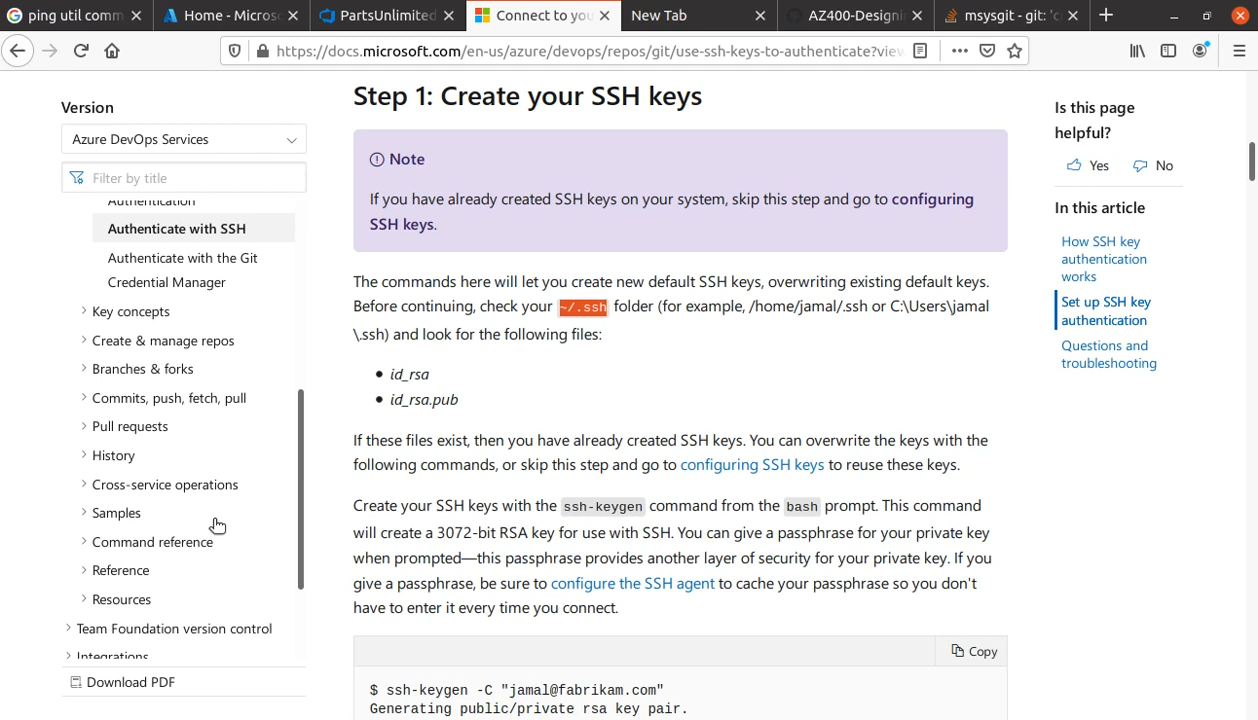 ping util comm
Home - Micros
PartsUnlimited
Connect to you
New Tab
AZ400-Designi
msysgit - git: 'c
https://docs.microsoft.com/en-us/azure/devops/repos/git/use-ssh-keys-to-authenticate?view
Version
Azure DevOps Services
Filter by title
Authentication
Authenticate with SSH
Authenticate with the Git
Credential Manager
Key concepts
Create & manage repos
Branches & forks
Commits, push, fetch, pull
Pull requests
History
Cross-service operations
Samples
Command reference
Reference
Resources
Team Foundation version control
Integrations
Download PDF
Step 1: Create your SSH keys
Note
If you have already created SSH keys on your system, skip this step and go to configuring
SSH keys.
The commands here will let you create new default SSH keys, overwriting existing default keys.
Before continuing, check your ~/.ssh folder (for example, /home/jamal/.ssh or C:\Users\jamal
\.ssh) and look for the following files:
• id_rsa
• id_rsa.pub
If these files exist, then you have already created SSH keys. You can overwrite the keys with the
following commands, or skip this step and go to configuring SSH keys to reuse these keys.
Create your SSH keys with the ssh-keygen command from the bash prompt. This command
will create a 3072-bit RSA key for use with SSH. You can give a passphrase for your private key
when prompted—this passphrase provides another layer of security for your private key. If you
give a passphrase, be sure to configure the SSH agent to cache your passphrase so you don't
have to enter it every time you connect.
Copy
$ ssh-keygen -C "jamal@fabrikam.com"
Generating public/private rsa key pair.
Is this page
helpful?
Yes No
In this article
How SSH key
authentication
works
Set up SSH key
authentication
Questions and
troubleshooting